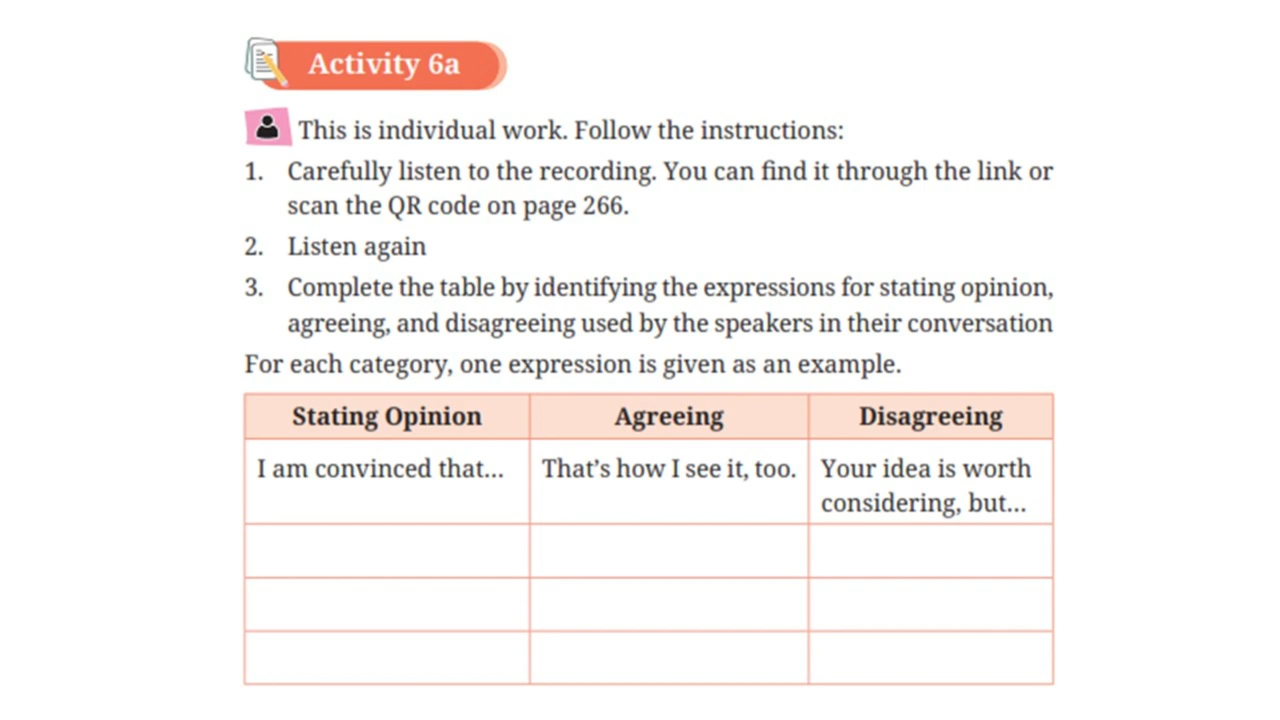 Activity 6a
This is individual work. Follow the instructions:
1. Carefully listen to the recording. You can find it through the link or
scan the QR code on page 266.
2. Listen again
3. Complete the table by identifying the expressions for stating opinion,
agreeing, and disagreeing used by the speakers in their conversation
For each category, one expression is given as an example.
Stating Opinion Agreeing Disagreeing
I am convinced that... That’s how I see it, too. Your idea is worth
considering, but...